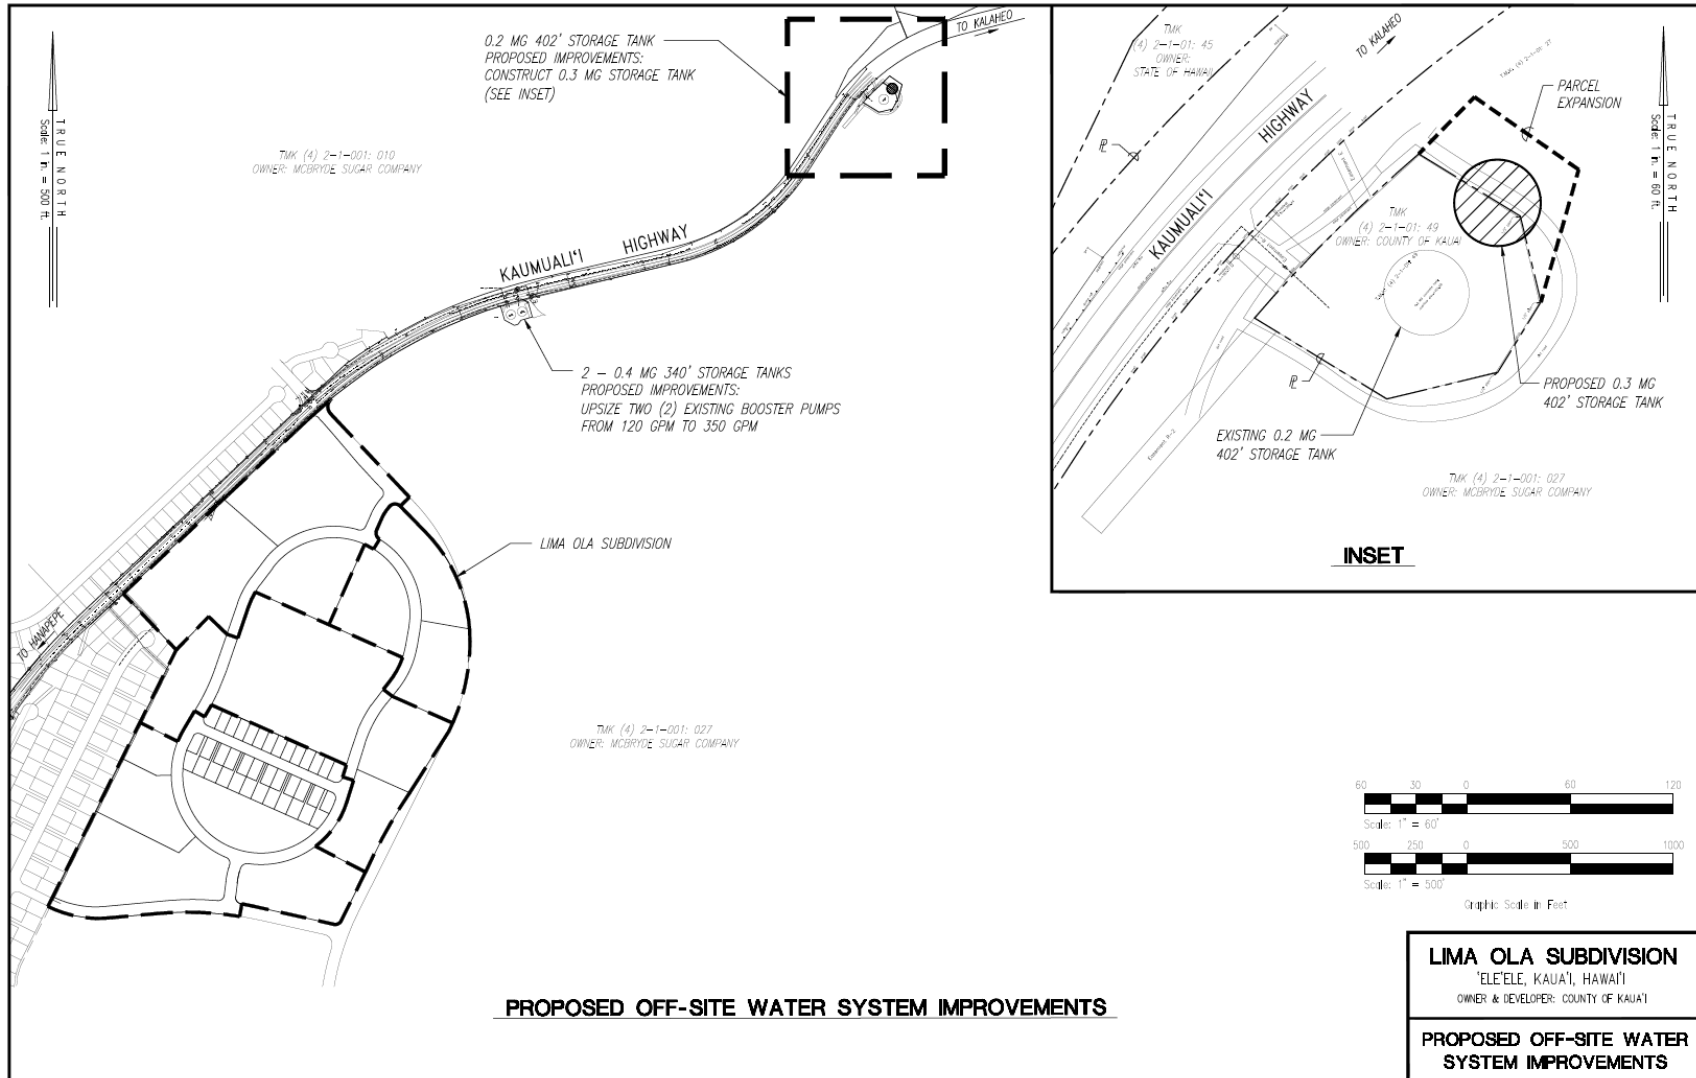 0.2 MG 402' STORAGE TANK
PROPOSED IMPROVEMENTS:
CONSTRUCT 0.3 MG STORAGE TANK
(SEE INSET)
TO KALAHEO
TRUE NORTH
Scale: 1 in. = 500 ft.
TMK (4) 2-1-001: 010
OWNER: MCBRYDE SUGAR COMPANY
KAUMUALI'I HIGHWAY
2 - 0.4 MG 340' STORAGE TANKS
PROPOSED IMPROVEMENTS:
UPSIZE TWO (2) EXISTING BOOSTER PUMPS
FROM 120 GPM TO 350 GPM
LIMA OLA SUBDIVISION
TO HANAPEPE
TMK (4) 2-1-001: 027
OWNER: MCBRYDE SUGAR COMPANY
PROPOSED OFF-SITE WATER SYSTEM IMPROVEMENTS
TMK
(4) 2-1-01: 45
OWNER:
STATE OF HAWAII
TO KALAHEO
PARCEL
EXPANSION
TRUE NORTH
Scale: 1 in. = 60 ft.
KAUMUALI'I HIGHWAY
TMK
(4) 2-1-01: 49
OWNER: COUNTY OF KAUAI
PROPOSED 0.3 MG
402' STORAGE TANK
EXISTING 0.2 MG
402' STORAGE TANK
TMK (4) 2-1-001: 027
OWNER: MCBRYDE SUGAR COMPANY
INSET
60 30 0 60 120
Scale: 1" = 60'
500 250 0 500 1000
Scale: 1" = 500'
Graphic Scale in Feet
LIMA OLA SUBDIVISION
'ELE'ELE, KAUA'I, HAWAI'I
OWNER & DEVELOPER: COUNTY OF KAUA'I
PROPOSED OFF-SITE WATER
SYSTEM IMPROVEMENTS